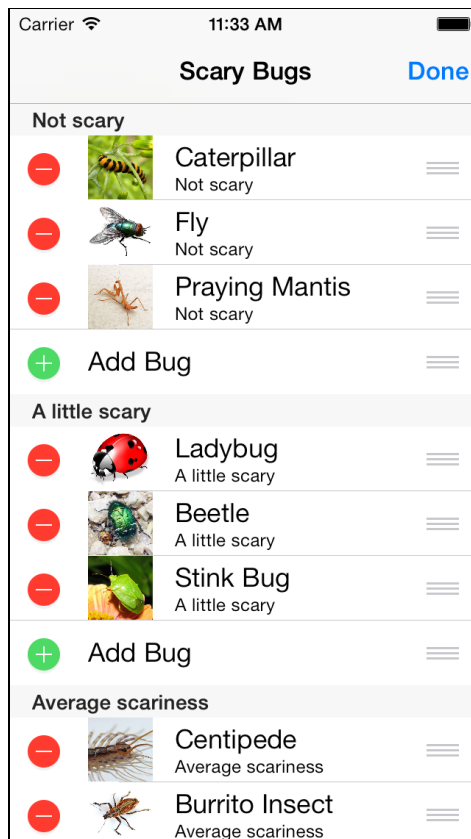 Carrier 11:33 AM
Scary Bugs Done
Not scary
Caterpillar
Not scary
Fly
Not scary
Praying Mantis
Not scary
Add Bug
A little scary
Ladybug
A little scary
Beetle
A little scary
Stink Bug
A little scary
Add Bug
Average scariness
Centipede
Average scariness
Burrito Insect
Average scariness